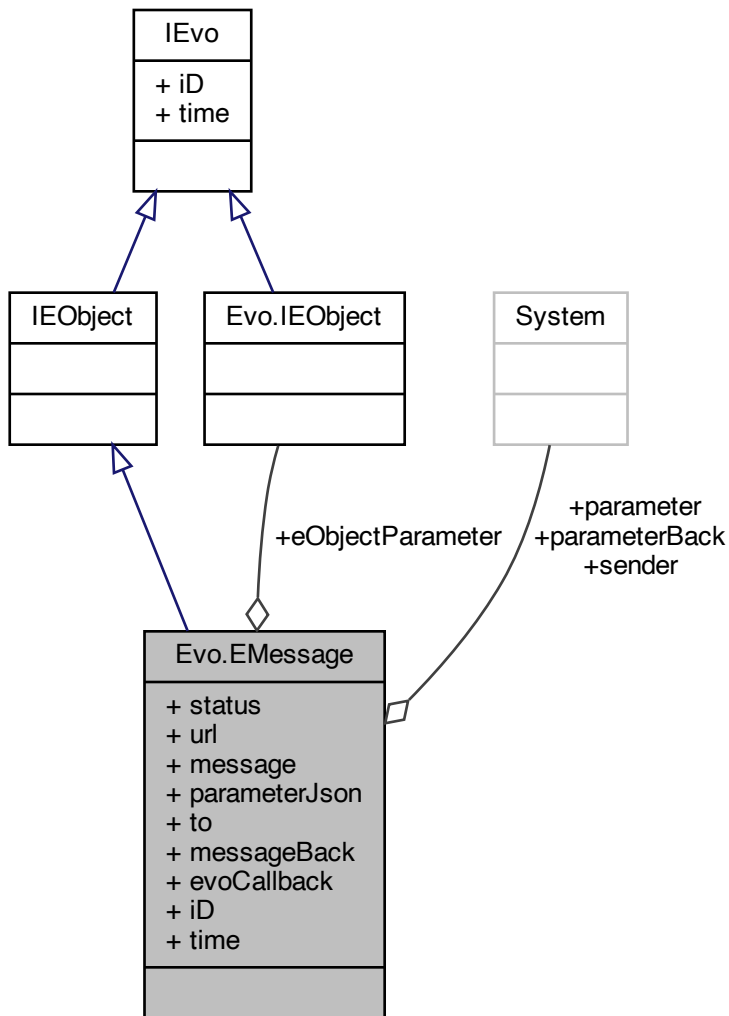 IEvo
+ iD
+ time
IEObject
Evo.IEObject
System
+eObjectParameter
+parameter
+parameterBack
+sender
Evo.EMessage
+ status
+ url
+ message
+ parameterJson
+ to
+ messageBack
+ evoCallback
+ iD
+ time